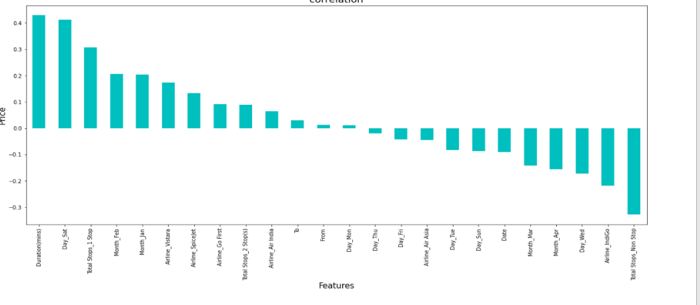 correlation
0.4
0.3
0.2
0.1
0.0
−0.1
−0.2
−0.3
Price
Duration(mins)
Day_Sat
Total Stops_1 Stop
Month_Feb
Month_Jan
Airline_Vistara
Airline_SpiceJet
Airline_Go First
Total Stops_2 Stop(s)
Airline_Air India
To
From
Day_Mon
Day_Thu
Day_Fri
Airline_Air Asia
Day_Tue
Day_Sun
Date
Month_Mar
Month_Apr
Day_Wed
Airline_IndiGo
Total Stops_Non Stop
Features